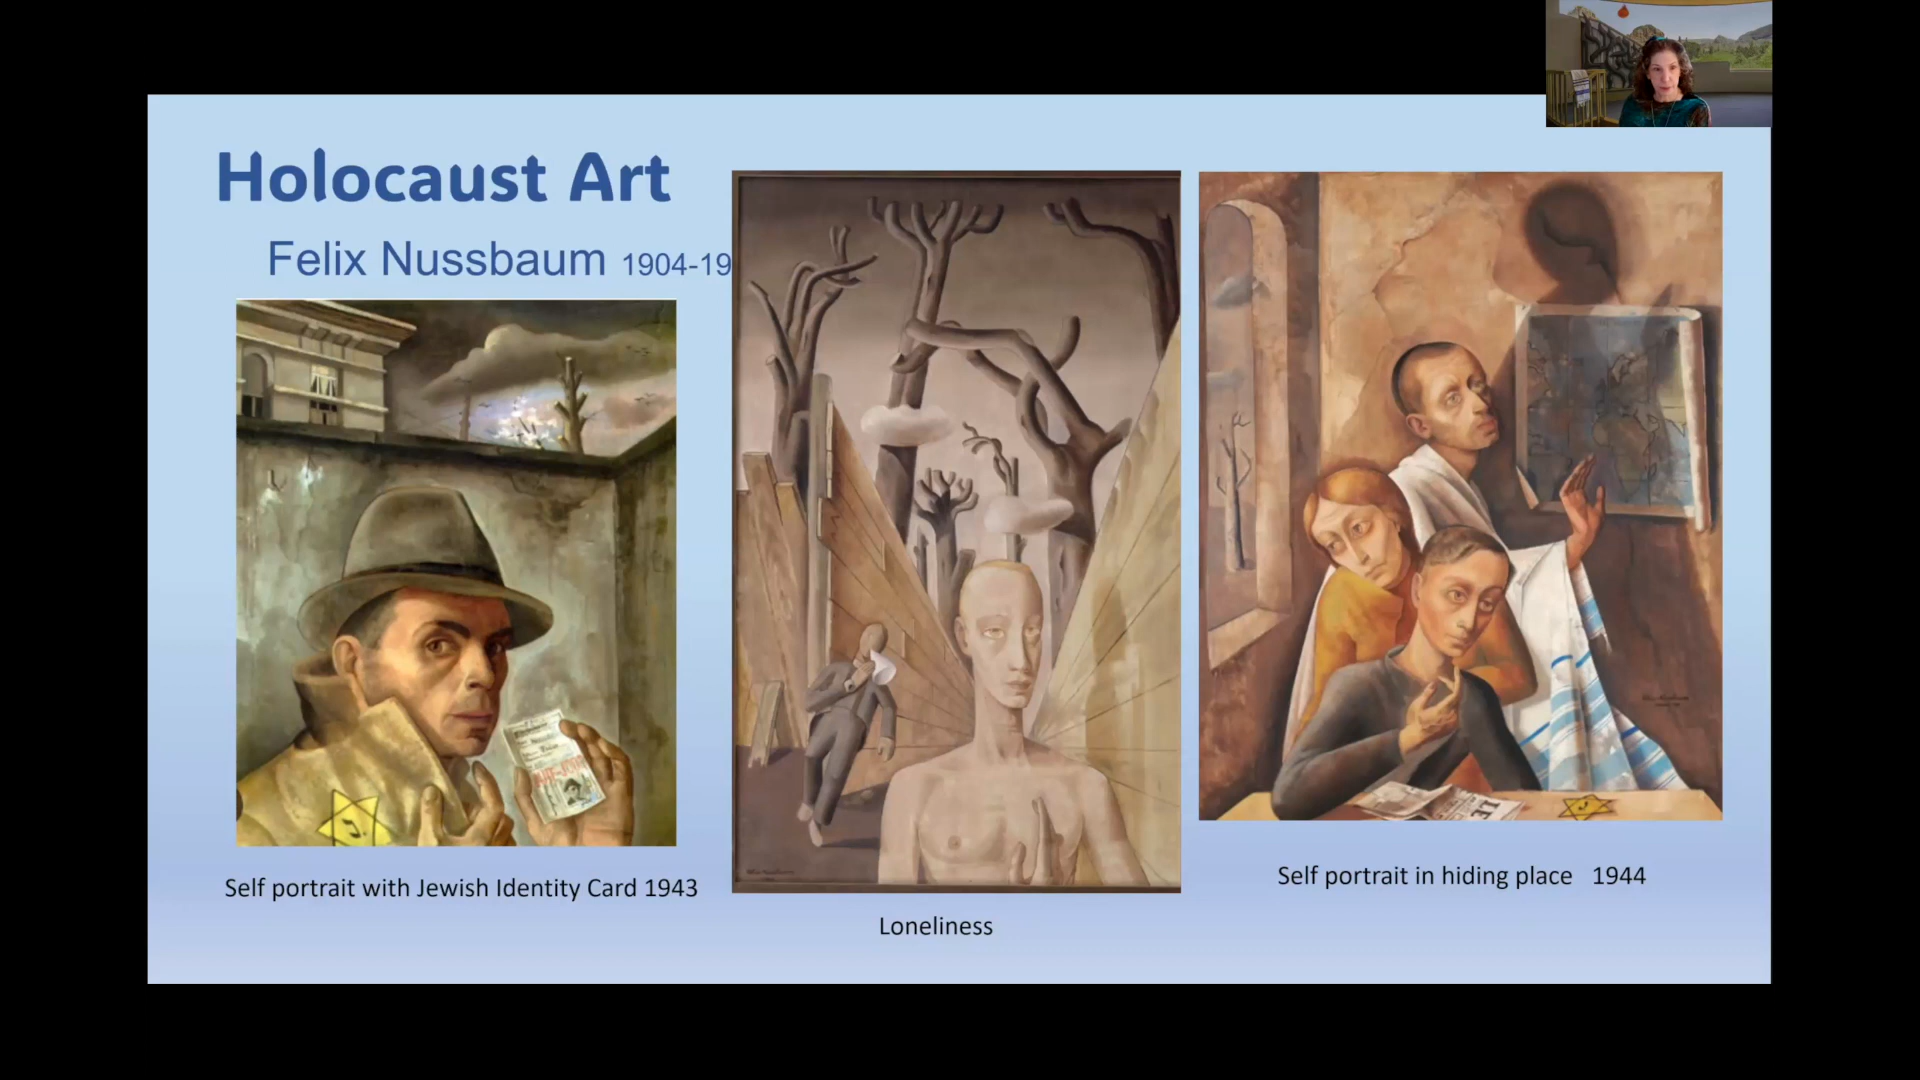 Holocaust Art
Felix Nussbaum 1904-19
Self portrait with Jewish Identity Card 1943
Loneliness
Self portrait in hiding place 1944